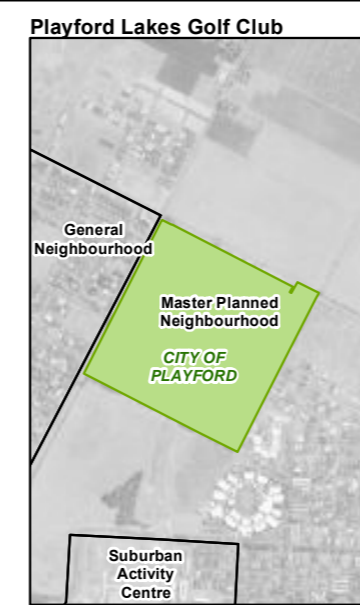 Playford Lakes Golf Club
General
Neighbourhood
Master Planned
Neighbourhood
CITY OF
PLAYFORD
Suburban
Activity
Centre